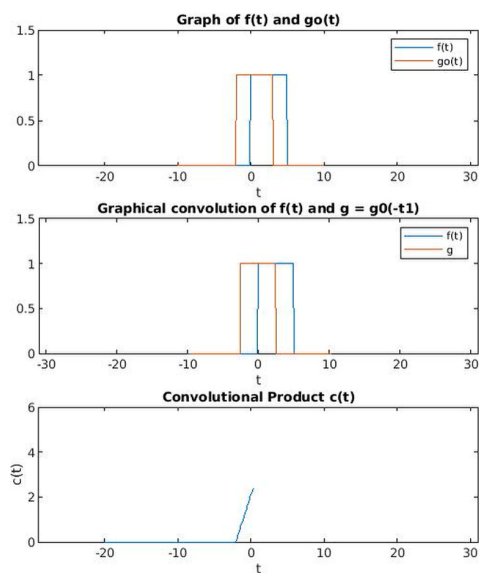 Graph of f(t) and go(t)
1.5
1
0.5
0
f(t)
go(t)
-20 -10 0 10 20 30
t
Graphical convolution of f(t) and g = g0(-t1)
1.5
1
0.5
0
f(t)
g
-30 -20 -10 0 10 20 30
t
Convolutional Product c(t)
6
4
2
0
c(t)
-20 -10 0 10 20 30
t